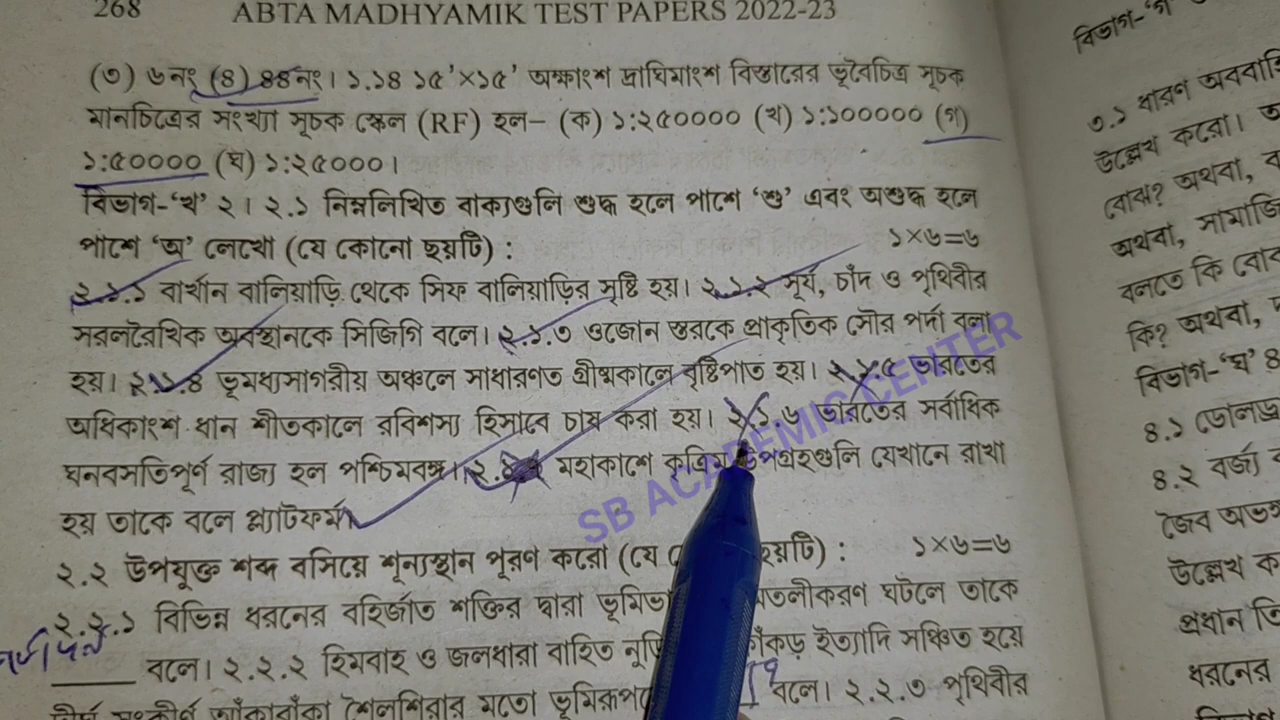 268 ABTA MADHYAMIK TEST PAPERS 2022-23
(৩) ৬নং (৪) ৪৪নং। ১.১৪ ১৫'×১৫' অক্ষাংশ দ্রাঘিমাংশ বিস্তারের ভূবৈচিত্র সূচক
মানচিত্রের সংখ্যা সূচক স্কেল (RF) হল– (ক) ১:২৫০০০০ (খ) ১:১০০০০০ (গ)
১:৫০০০০ (ঘ) ১:২৫০০০।
বিভাগ-'খ' ২। ২.১ নিম্নলিখিত বাক্যগুলি শুদ্ধ হলে পাশে 'শু' এবং অশুদ্ধ হলে
পাশে 'অ' লেখো (যে কোনো ছয়টি) : ১×৬=৬
২.১.১ বার্খান বালিয়াড়ি থেকে সিফ বালিয়াড়ির সৃষ্টি হয়। ২.১.২ সূর্য, চাঁদ ও পৃথিবীর
সরলরৈখিক অবস্থানকে সিজিগি বলে। ২.১.৩ ওজোন স্তরকে প্রাকৃতিক সৌর পর্দা বলা
হয়। ২.১.৪ ভূমধ্যসাগরীয় অঞ্চলে সাধারণত গ্রীষ্মকালে বৃষ্টিপাত হয়। ২.১.৫ ভারতের
অধিকাংশ ধান শীতকালে রবিশস্য হিসাবে চাষ করা হয়। ২.১.৬ ভারতের সর্বাধিক
ঘনবসতিপূর্ণ রাজ্য হল পশ্চিমবঙ্গ। মহাকাশে কৃত্রিম উপগ্রহগুলি যেখানে রাখা
হয় তাকে বলে প্ল্যাটফর্ম।
২.২ উপযুক্ত শব্দ বসিয়ে শূন্যস্থান পূরণ করো (যে ছয়টি) : ১×৬=৬
২.২.১ বিভিন্ন ধরনের বহির্জাত শক্তির দ্বারা ঘটলে তাকে
_____ বলে। ২.২.২ হিমবাহ ও জলধারা বাহিত ইত্যাদি সঞ্চিত হয়ে
আঁকাবাঁকা শৈলশিরার মতো বলে। ২.২.৩ পৃথিবীর
SB ACADEMIC CENTER
বিভাগ-'গ'
৩.১ ধারণ
উল্লেখ করো।
বোঝ? অথবা,
অথবা,
বলতে কি
কি? অথবা,
বিভাগ-'ঘ' ৪
৪.১
৪.২ বর্জ্য
জৈব
উল্লেখ
প্রধান
ধরনের